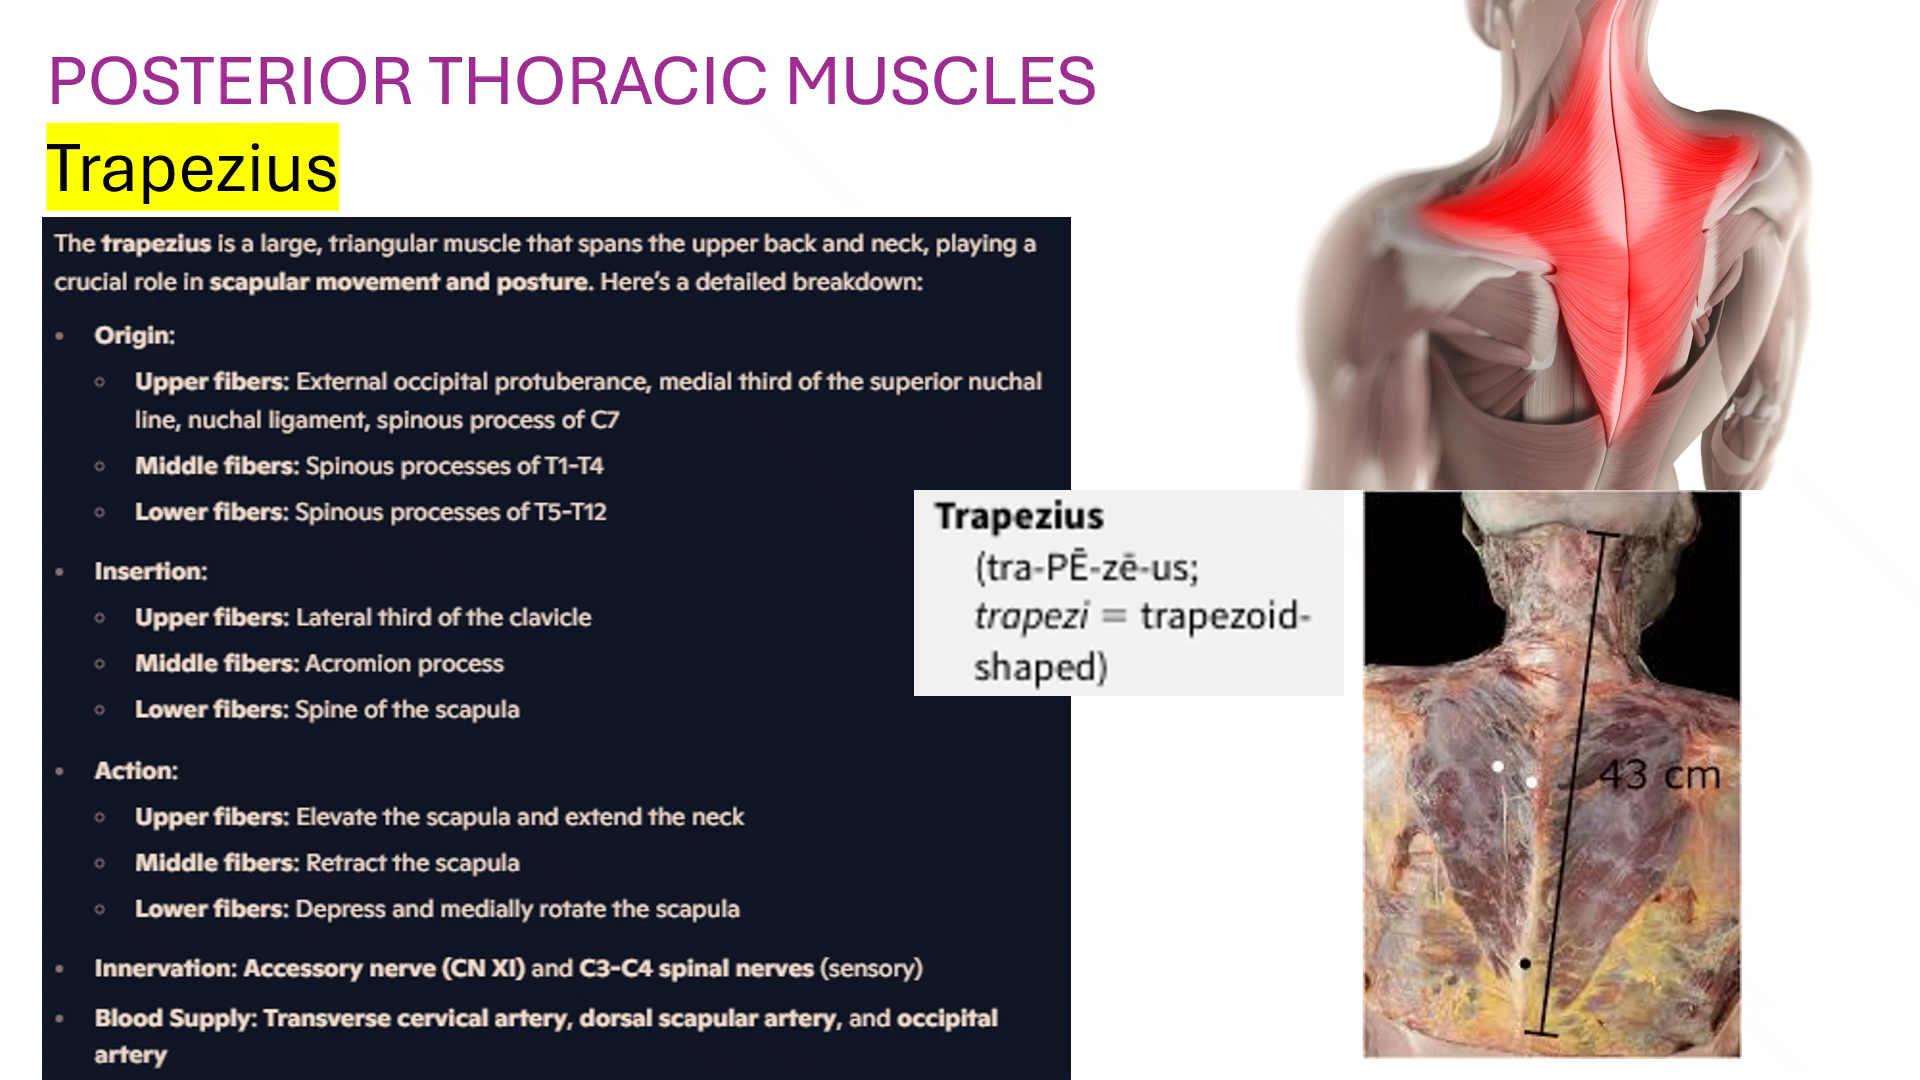 POSTERIOR THORACIC MUSCLES
Trapezius
The trapezius is a large, triangular muscle that spans the upper back and neck, playing a
crucial role in scapular movement and posture. Here's a detailed breakdown:
• Origin:
○ Upper fibers: External occipital protuberance, medial third of the superior nuchal
line, nuchal ligament, spinous process of C7
○ Middle fibers: Spinous processes of T1-T4
○ Lower fibers: Spinous processes of T5-T12
• Insertion:
○ Upper fibers: Lateral third of the clavicle
○ Middle fibers: Acromion process
○ Lower fibers: Spine of the scapula
• Action:
○ Upper fibers: Elevate the scapula and extend the neck
○ Middle fibers: Retract the scapula
○ Lower fibers: Depress and medially rotate the scapula
• Innervation: Accessory nerve (CN XI) and C3-C4 spinal nerves (sensory)
• Blood Supply: Transverse cervical artery, dorsal scapular artery, and occipital
artery
Trapezius
(tra-PĒ-zē-us;
trapezi = trapezoid-
shaped)
43 cm